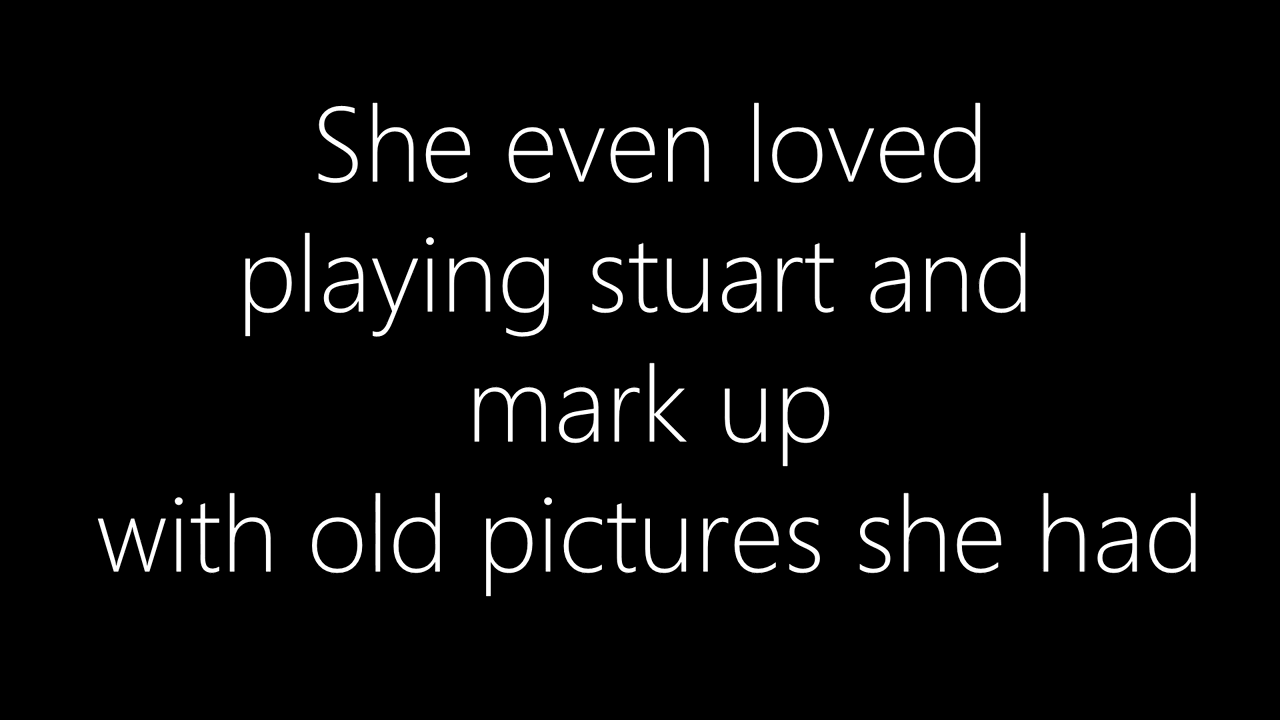 She even loved
playing stuart and
mark up
with old pictures she had